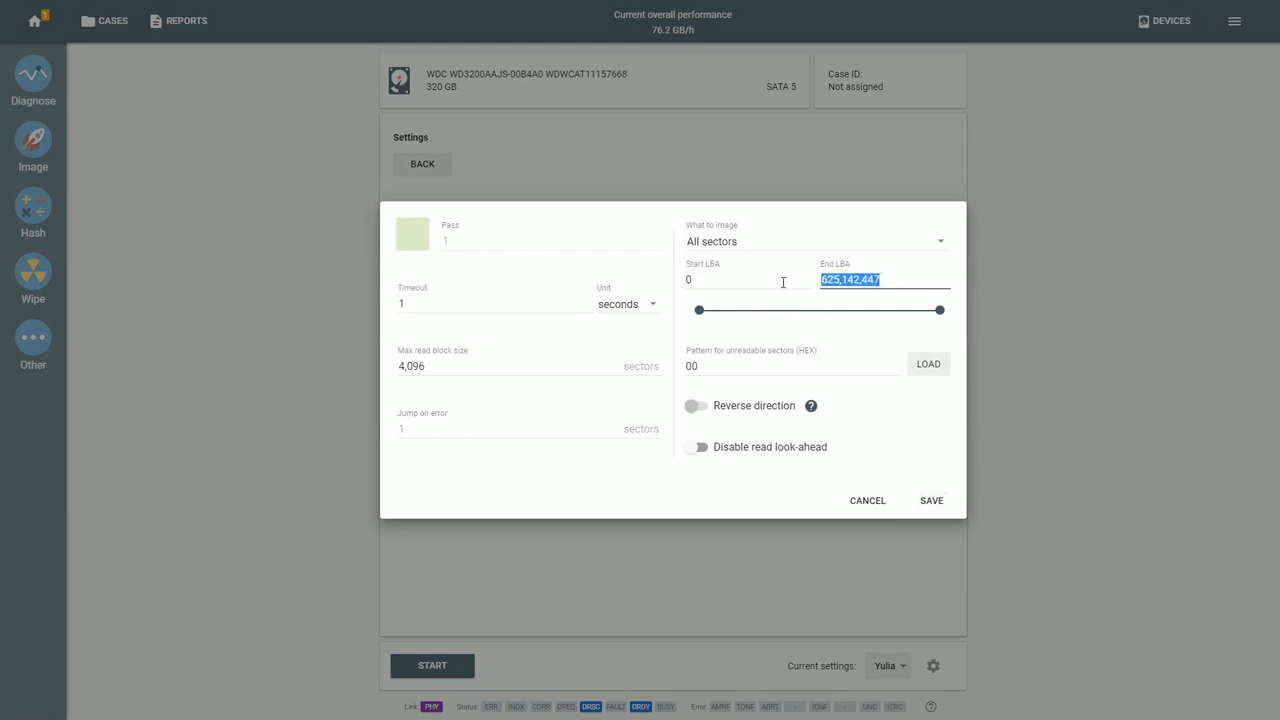 1
CASES
REPORTS
Current overall performance
76.2 GB/h
DEVICES
Diagnose
Image
Hash
Wipe
Other
WDC WD3200AAJS-00B4A0 WDWCAT11157668
320 GB
SATA 5
Case ID:
Not assigned
Settings
BACK
Pass
1
Timeout
1
Unit
seconds
Max read block size
4,096
sectors
Jump on error
1
sectors
What to image
All sectors
Start LBA
0
End LBA
625,142,447
Pattern for unreadable sectors (HEX)
00
LOAD
Reverse direction ?
Disable read look-ahead
CANCEL
SAVE
START
Current settings:
Yulia
Link: PHY Status: ERR INDX CORR DREQ DRSC FAULT DRDY BUSY Error: AMNF TONF ABRT - IDNF - UNC ICRC ?